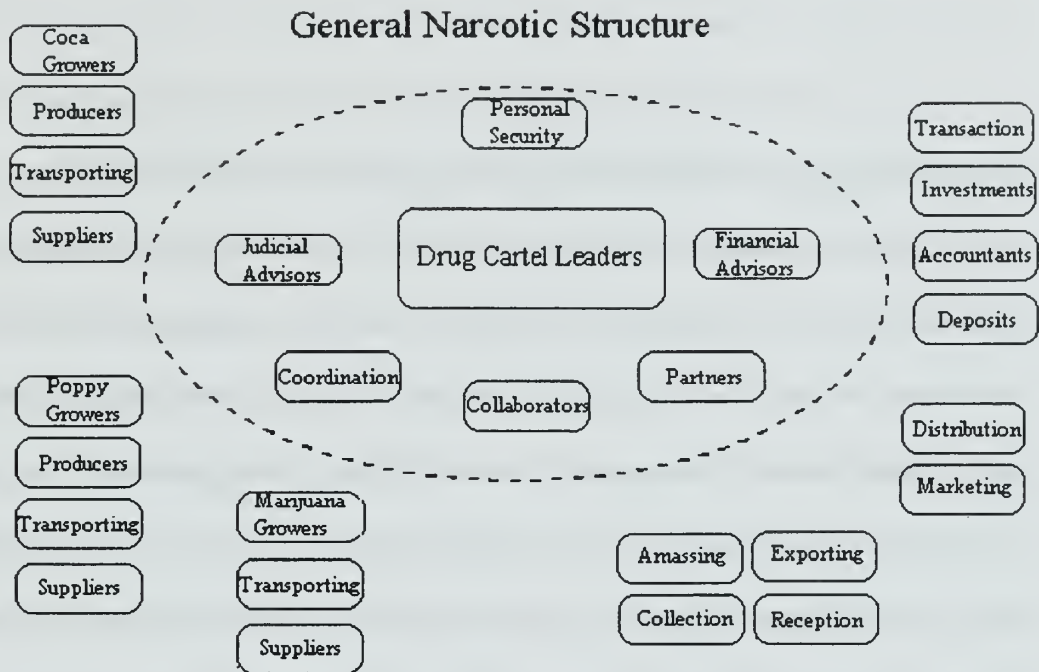 General Narcotic Structure
Coca
Growers
Producers
Transporting
Suppliers
Personal
Security
Judicial
Advisors
Drug Cartel Leaders
Financial
Advisors
Coordination
Collaborators
Partners
Transaction
Investments
Accountants
Deposits
Distribution
Marketing
Poppy
Growers
Producers
Transporting
Suppliers
Marijuana
Growers
Transporting
Suppliers
Amassing
Exporting
Collection
Reception